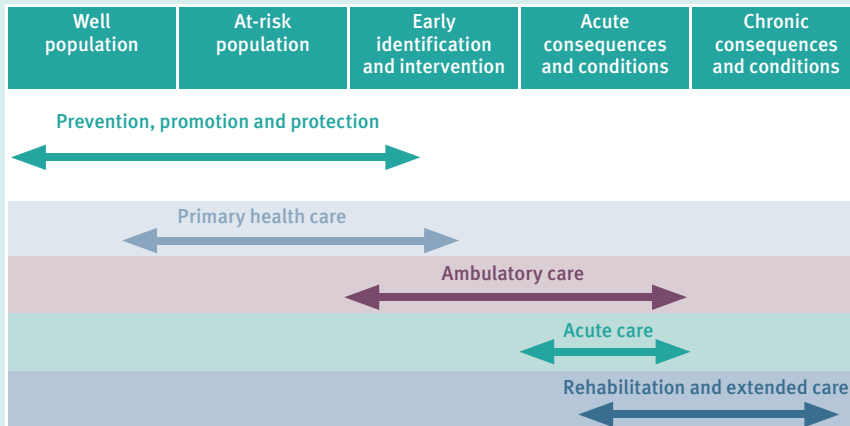 Well
population
At-risk
population
Early
identification
and intervention
Acute
consequences
and conditions
Chronic
consequences
and conditions
Prevention, promotion and protection
Primary health care
Ambulatory care
Acute care
Rehabilitation and extended care